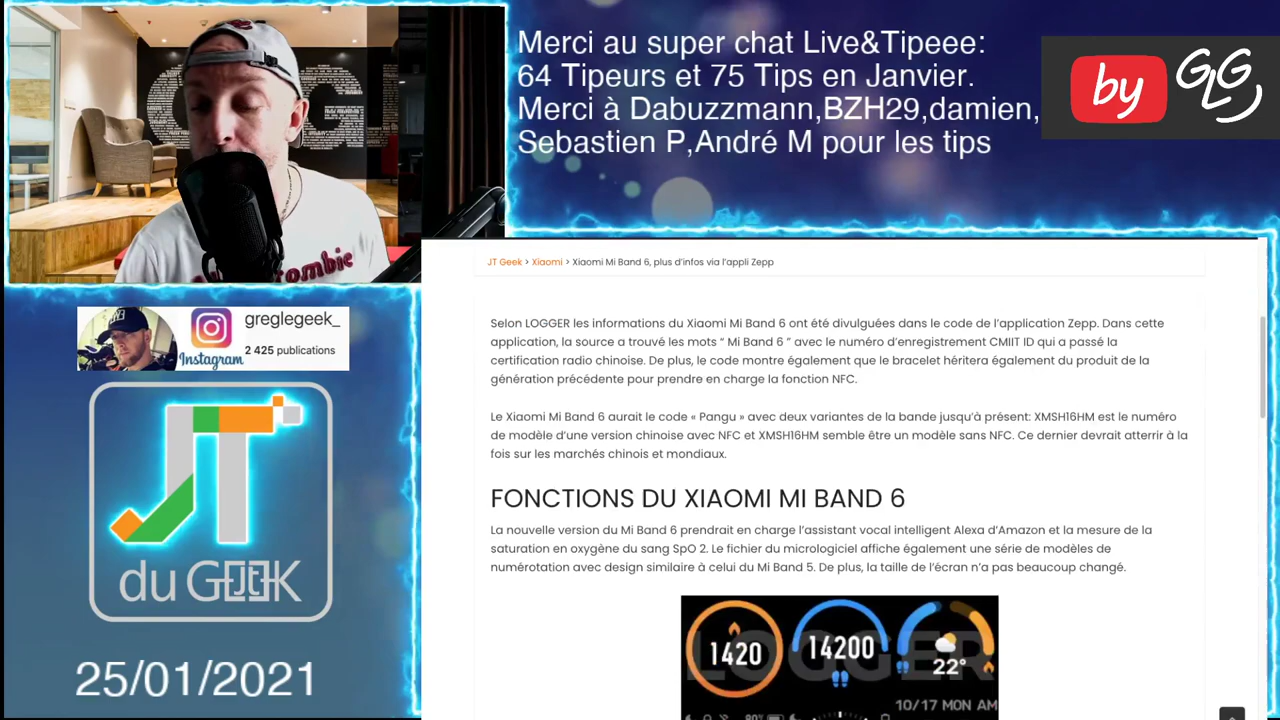 Merci au super chat Live&Tipeee:
64 Tipeurs et 75 Tips en Janvier.
Merci à Dabuzzmann,BZH29,damien,
Sebastien P,Andre M pour les tips
by GLG
JT Geek > Xiaomi > Xiaomi Mi Band 6, plus d'infos via l'appli Zepp
Selon LOGGER les informations du Xiaomi Mi Band 6 ont été divulguées dans le code de l'application Zepp. Dans cette
application, la source a trouvé les mots “ Mi Band 6 ” avec le numéro d'enregistrement CMIIT ID qui a passé la
certification radio chinoise. De plus, le code montre également que le bracelet héritera également du produit de la
génération précédente pour prendre en charge la fonction NFC.
Le Xiaomi Mi Band 6 aurait le code « Pangu » avec deux variantes de la bande jusqu'à présent: XMSH16HM est le numéro
de modèle d'une version chinoise avec NFC et XMSH16HM semble être un modèle sans NFC. Ce dernier devrait atterrir à la
fois sur les marchés chinois et mondiaux.
FONCTIONS DU XIAOMI MI BAND 6
La nouvelle version du Mi Band 6 prendrait en charge l'assistant vocal intelligent Alexa d'Amazon et la mesure de la
saturation en oxygène du sang SpO 2. Le fichier du micrologiciel affiche également une série de modèles de
numérotation avec design similaire à celui du Mi Band 5. De plus, la taille de l'écran n'a pas beaucoup changé.
LOGGER
1420
14200
22°
10/17 MON AM
greglegeek_
Instagram
2 425 publications
JT
du GEEK
25/01/2021